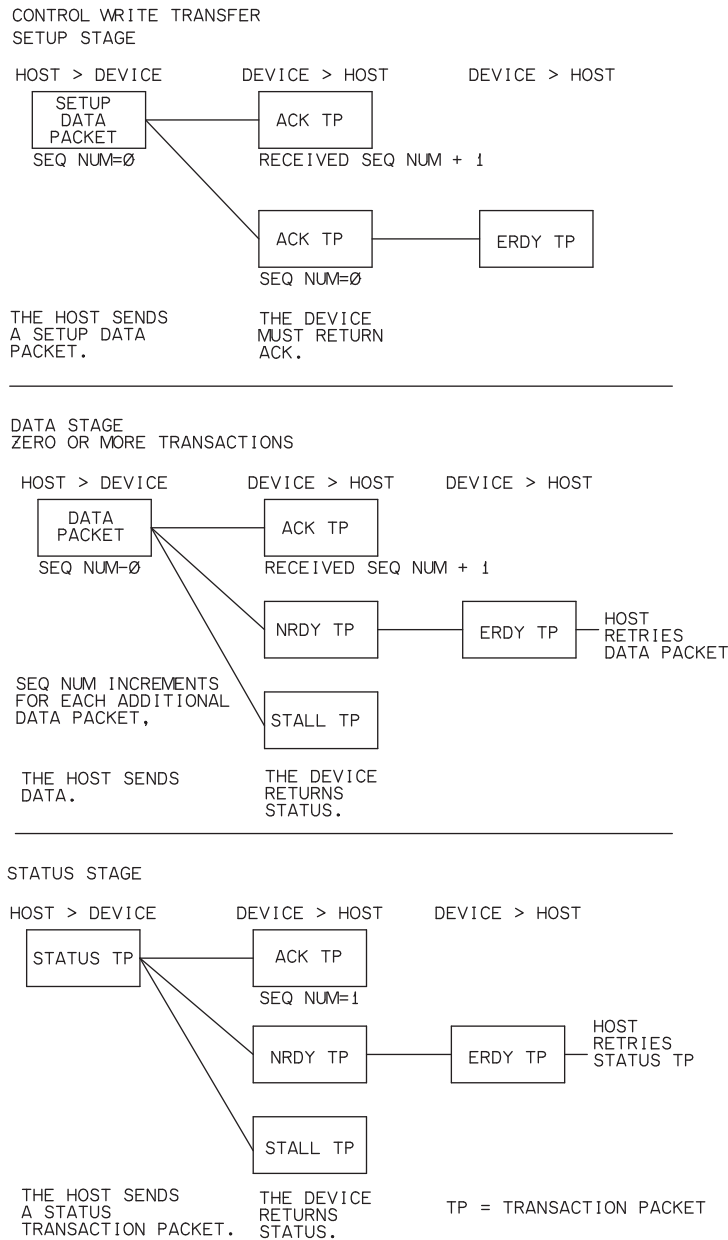 CONTROL WRITE TRANSFER
SETUP STAGE
HOST > DEVICE
DEVICE > HOST
DEVICE > HOST
SETUP
DATA
PACKET
ACK TP
SEQ NUM=Ø
RECEIVED SEQ NUM + 1
ACK TP
ERDY TP
SEQ NUM=Ø
THE HOST SENDS
A SETUP DATA
PACKET.
THE DEVICE
MUST RETURN
ACK.
DATA STAGE
ZERO OR MORE TRANSACTIONS
HOST > DEVICE
DEVICE > HOST
DEVICE > HOST
DATA
PACKET
ACK TP
SEQ NUM-Ø
RECEIVED SEQ NUM + 1
NRDY TP
ERDY TP
HOST
RETRIES
DATA PACKET
SEQ NUM INCREMENTS
FOR EACH ADDITIONAL
DATA PACKET,
STALL TP
THE HOST SENDS
DATA.
THE DEVICE
RETURNS
STATUS.
STATUS STAGE
HOST > DEVICE
DEVICE > HOST
DEVICE > HOST
STATUS TP
ACK TP
SEQ NUM=1
NRDY TP
ERDY TP
HOST
RETRIES
STATUS TP
STALL TP
THE HOST SENDS
A STATUS
TRANSACTION PACKET.
THE DEVICE
RETURNS
STATUS.
TP = TRANSACTION PACKET